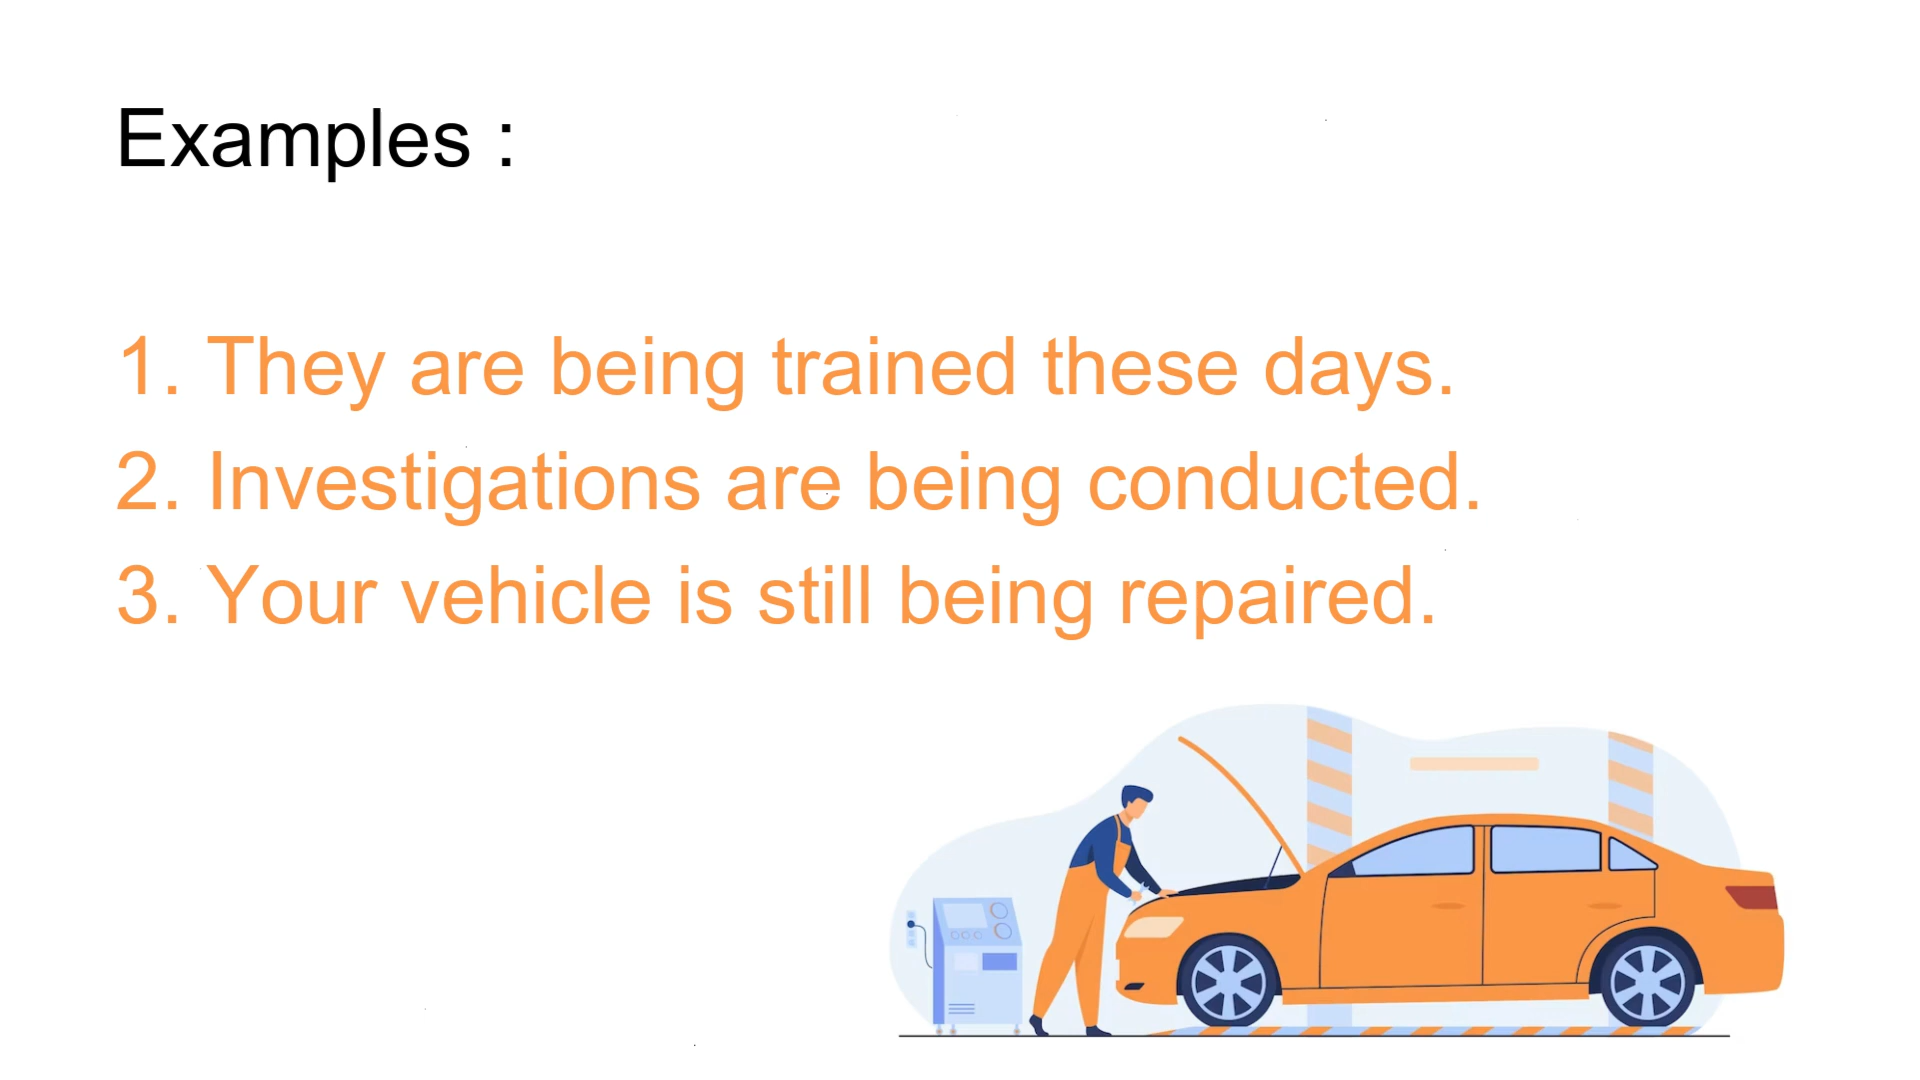 Examples :
1. They are being trained these days.
2. Investigations are being conducted.
3. Your vehicle is still being repaired.